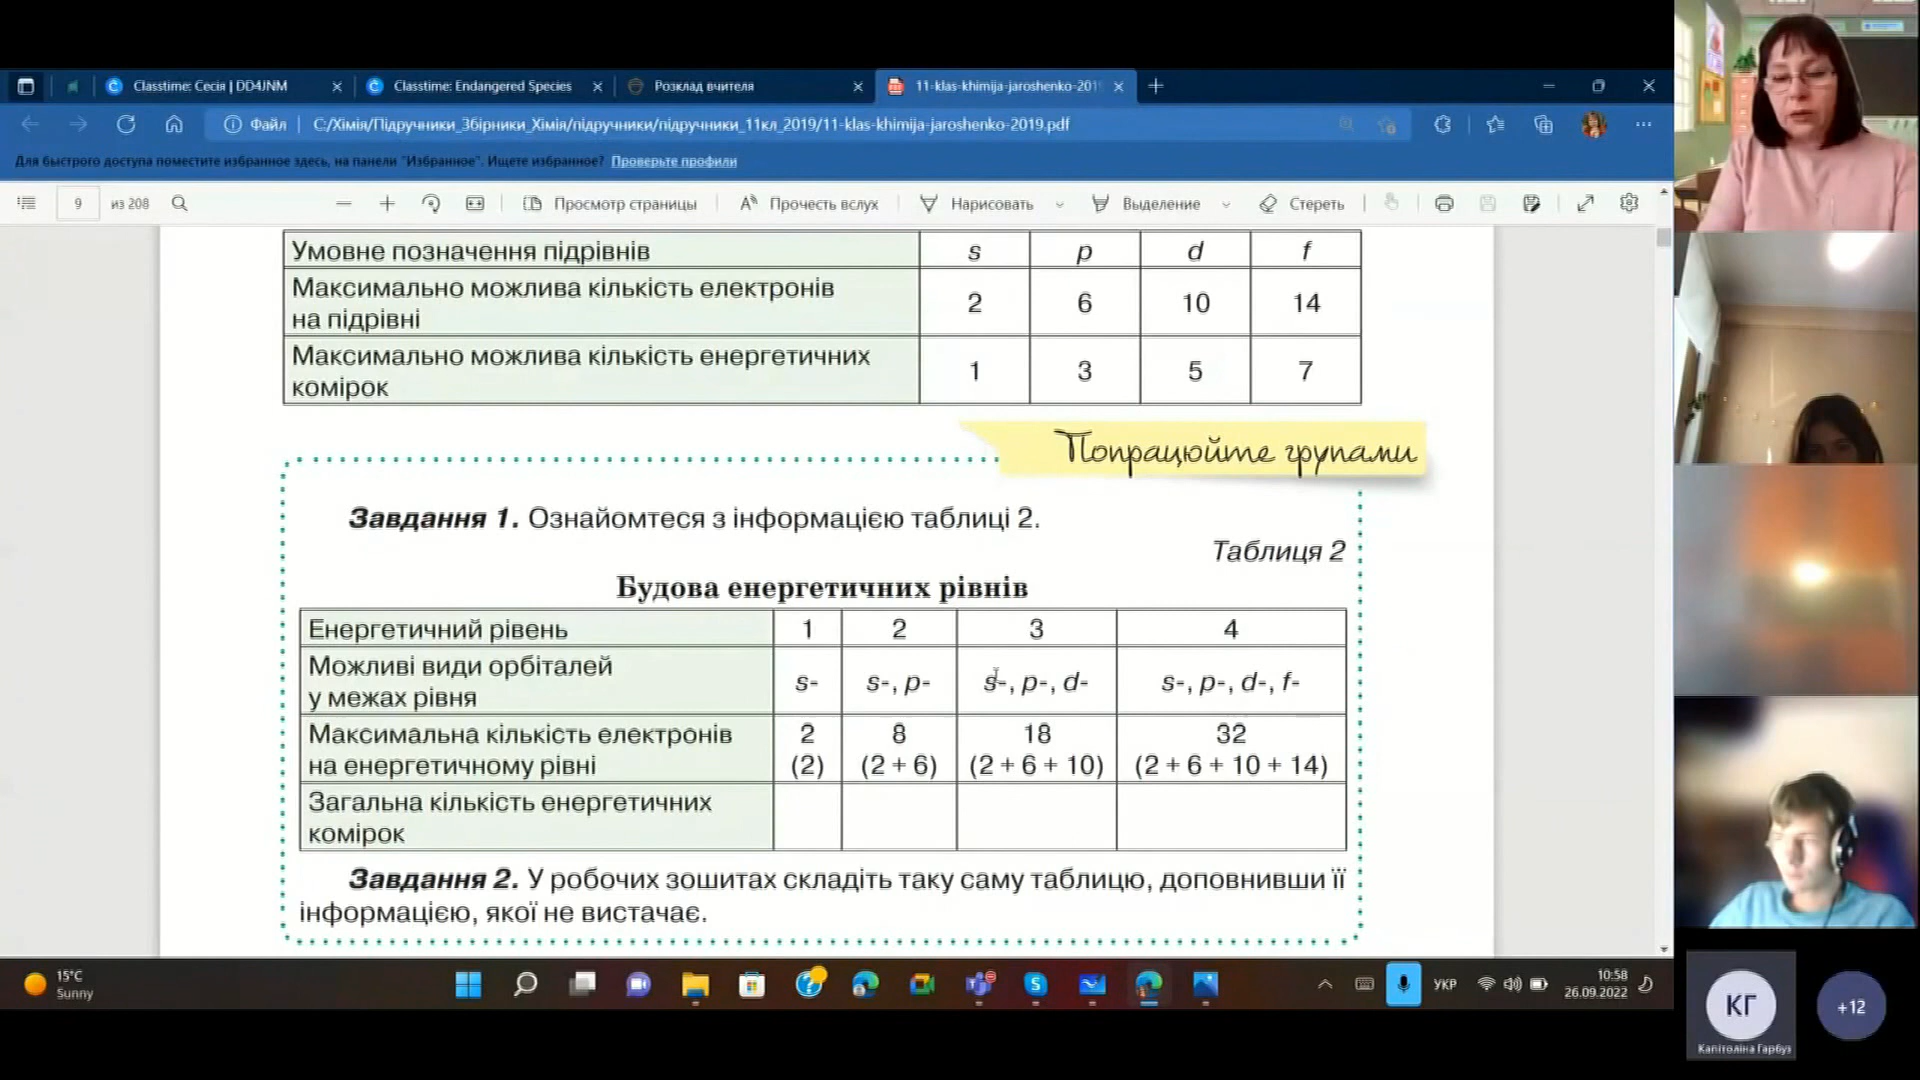 Classtime: Сесія | DD4JNM
Classtime: Endangered Species
Розклад вчителя
11-klas-khimija-jaroshenko-201
Файл
C:/Хімія/Підручники_Збірники_Хімія/підручники/підручники_11кл_2019/11-klas-khimija-jaroshenko-2019.pdf
Для быстрого доступа поместите избранное здесь, на панели "Избранное". Ищете избранное? Проверьте профили
9 из 208
Просмотр страницы
Прочесть вслух
Нарисовать
Выделение
Стереть
Умовне позначення підрівнів s p d f
Максимально можлива кількість електронів
на підрівні
2 6 10 14
Максимально можлива кількість енергетичних
комірок
1 3 5 7
Попрацюйте групами
Завдання 1. Ознайомтеся з інформацією таблиці 2.
Таблиця 2
Будова енергетичних рівнів
Енергетичний рівень 1 2 3 4
Можливі види орбіталей
у межах рівня
s- s-, p- s-, p-, d- s-, p-, d-, f-
Максимальна кількість електронів
на енергетичному рівні
2 8 18 32
(2) (2 + 6) (2 + 6 + 10) (2 + 6 + 10 + 14)
Загальна кількість енергетичних
комірок
Завдання 2. У робочих зошитах складіть таку саму таблицю, доповнивши її
інформацією, якої не вистачає.
15°C
Sunny
УКР
10:58
26.09.2022
КГ
Капітоліна Гарбуз
+12